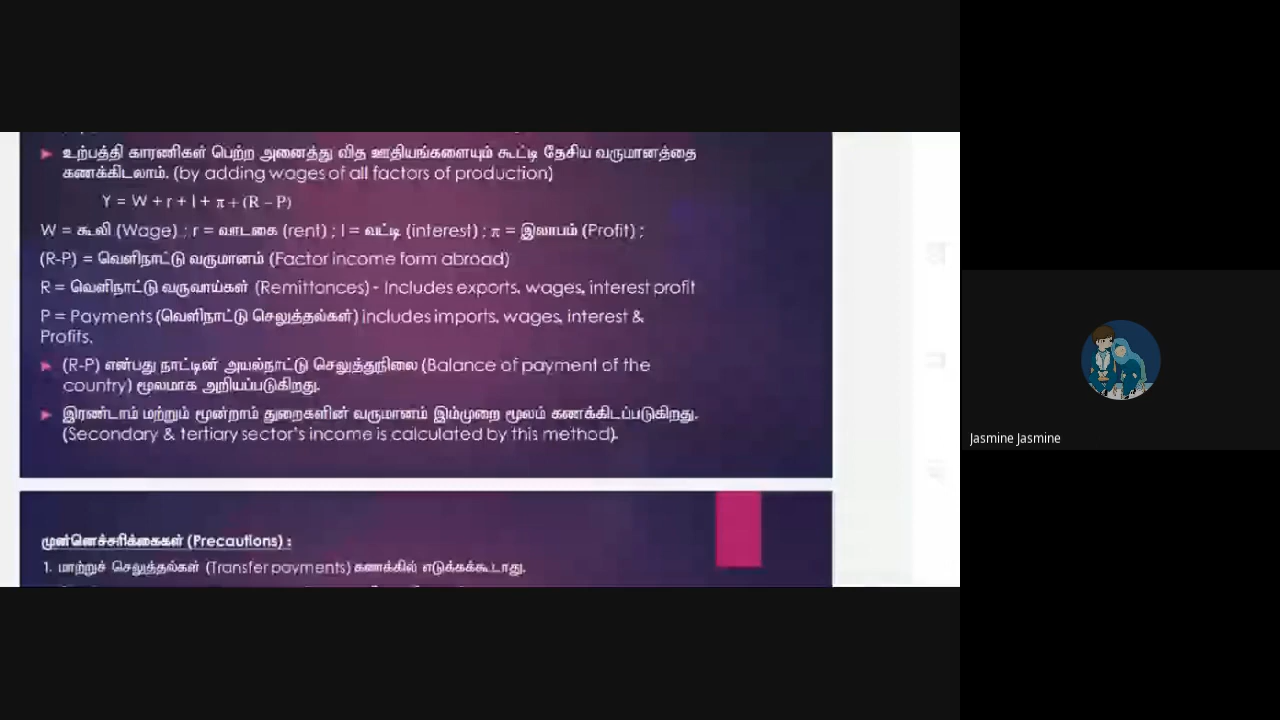 உற்பத்தி காரணிகள் பெற்ற அனைத்து வித ஊதியங்களையும் கூட்டி தேசிய வருமானத்தை
கணக்கிடலாம். (by adding wages of all factors of production)
Y = W + r + I + π + (R – P)
W = கூலி (Wage) ; r = வாடகை (rent) ; I = வட்டி (interest) ; π = இலாபம் (Profit) ;
(R-P) = வெளிநாட்டு வருமானம் (Factor income form abroad)
R = வெளிநாட்டு வருவாய்கள் (Remittonces) - Includes exports, wages, interest profit
P = Payments (வெளிநாட்டு செலுத்தல்கள்) includes imports, wages, interest &
Profits.
(R-P) என்பது நாட்டின் அயல்நாட்டு செலுத்துநிலை (Balance of payment of the
country) மூலமாக அறியப்படுகிறது.
இரண்டாம் மற்றும் மூன்றாம் துறைகளின் வருமானம் இம்முறை மூலம் கணக்கிடப்படுகிறது.
(Secondary & tertiary sector's income is calculated by this method).
முன்னெச்சரிக்கைகள் (Precautions) :
1. மாற்றுச் செலுத்தல்கள் (Transfer payments) கணக்கில் எடுக்கக்கூடாது.
Jasmine Jasmine